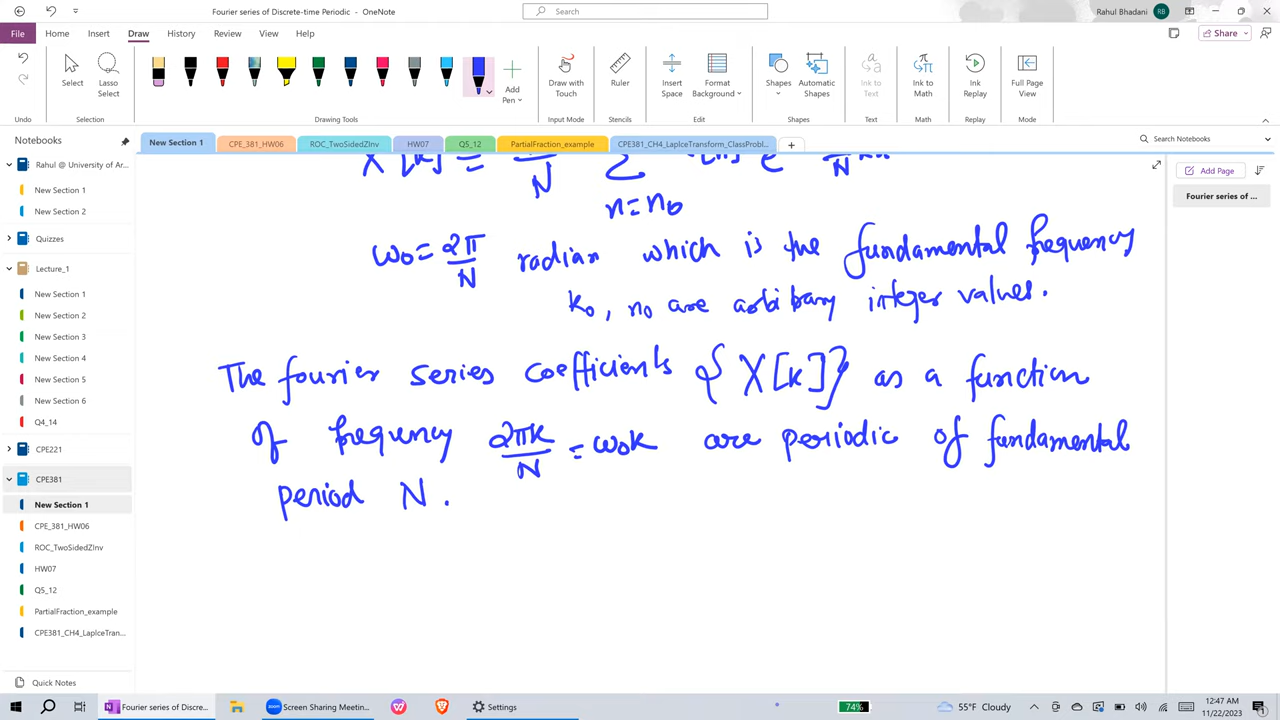 Fourier series of Discrete-time Periodic - OneNote
Search
Rahul Bhadani RB
File Home Insert Draw History Review View Help
Share
Select
Lasso Select
Add Pen
Draw with Touch
Ruler
Insert Space
Format Background
Shapes
Automatic Shapes
Ink to Text
Ink to Math
Ink Replay
Full Page View
Undo Selection Drawing Tools Input Mode Stencils Edit Text Math Replay Zoom
Notebooks
New Section 1 CPE_381_HW06 ROC_TwoSidedZInv HW07 Q5_12 PartialFraction_example CPE381_CH4_LaplceTransform_ClassProbl... +
Search Notebooks
Rahul @ University of Ar...
New Section 1
New Section 2
Quizzes
Lecture_1
New Section 1
New Section 2
New Section 3
New Section 4
New Section 5
New Section 6
Q4_14
CPE221
CPE381
New Section 1
CPE_381_HW06
ROC_TwoSidedZInv
HW07
Q5_12
PartialFraction_example
CPE381_CH4_LaplceTran...
Quick Notes
Add Page
Fourier series of ...
X[k] = /N Σ n=n₀ e /N
ω₀ = 2π/N radian which is the fundamental frequency
k₀, n₀ are arbibary integer values.
The fourier series coefficients {X[k]} as a function
of frequency 2πk/N = ω₀k are periodic of fundamental
period N.
Fourier series of Discre...
Screen Sharing Meetin...
Settings
74%
55°F Cloudy
12:47 AM
11/22/2023